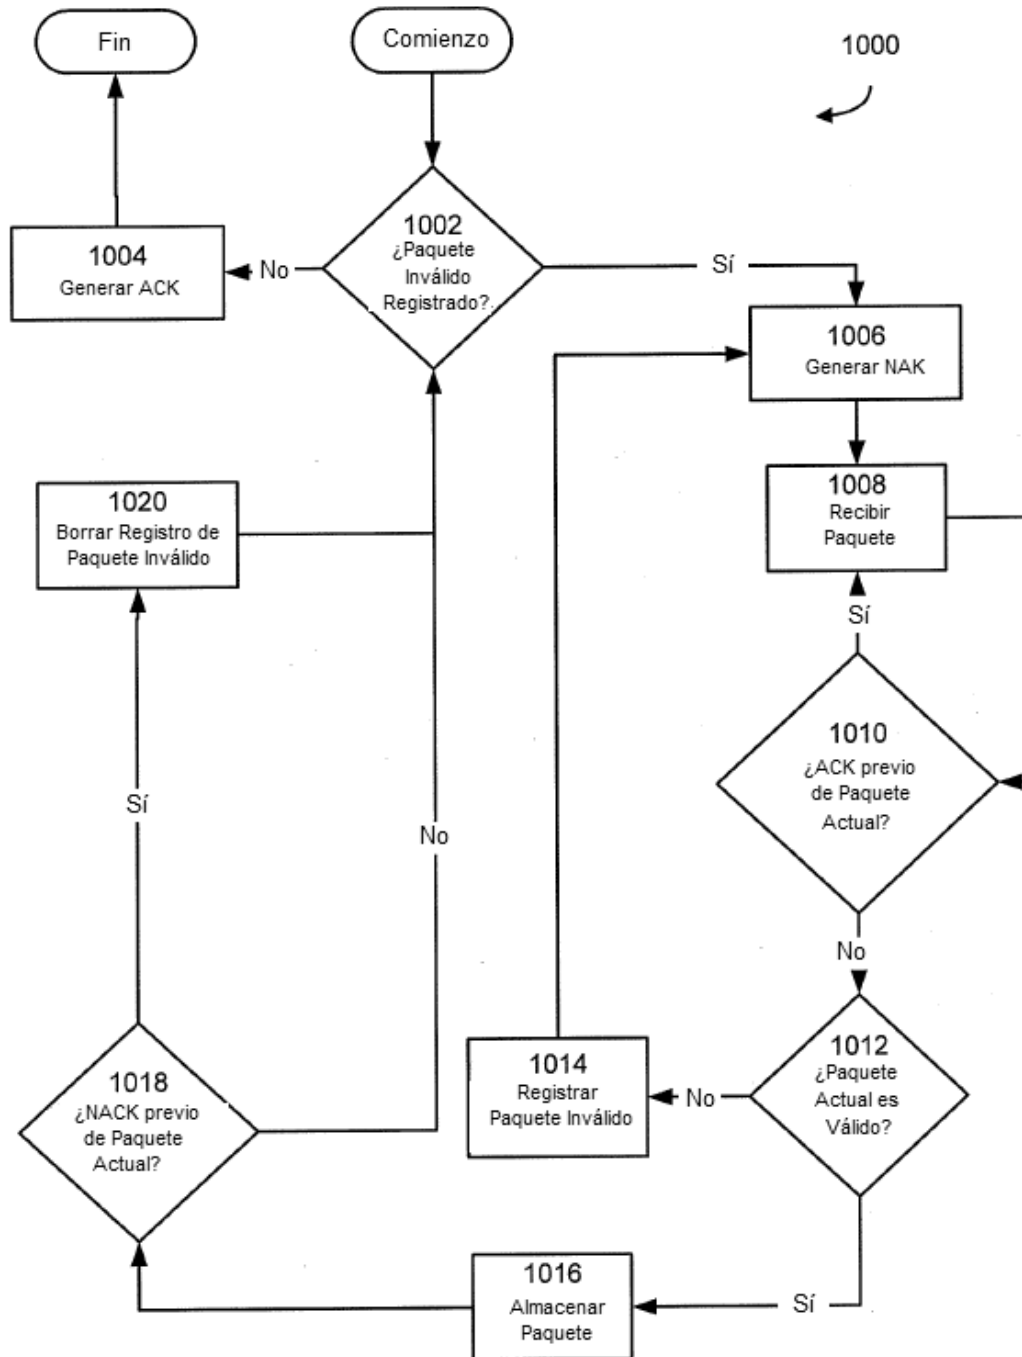 Fin
Comienzo
1000
1002
¿Paquete
Inválido
Registrado?
No
Sí
1004
Generar ACK
1006
Generar NAK
1008
Recibir
Paquete
1020
Borrar Registro de
Paquete Inválido
Sí
1010
¿ACK previo
de Paquete
Actual?
Sí
No
No
1012
¿Paquete
Actual es
Válido?
1014
Registrar
Paquete Inválido
No
1018
¿NACK previo
de Paquete
Actual?
1016
Almacenar
Paquete
Sí